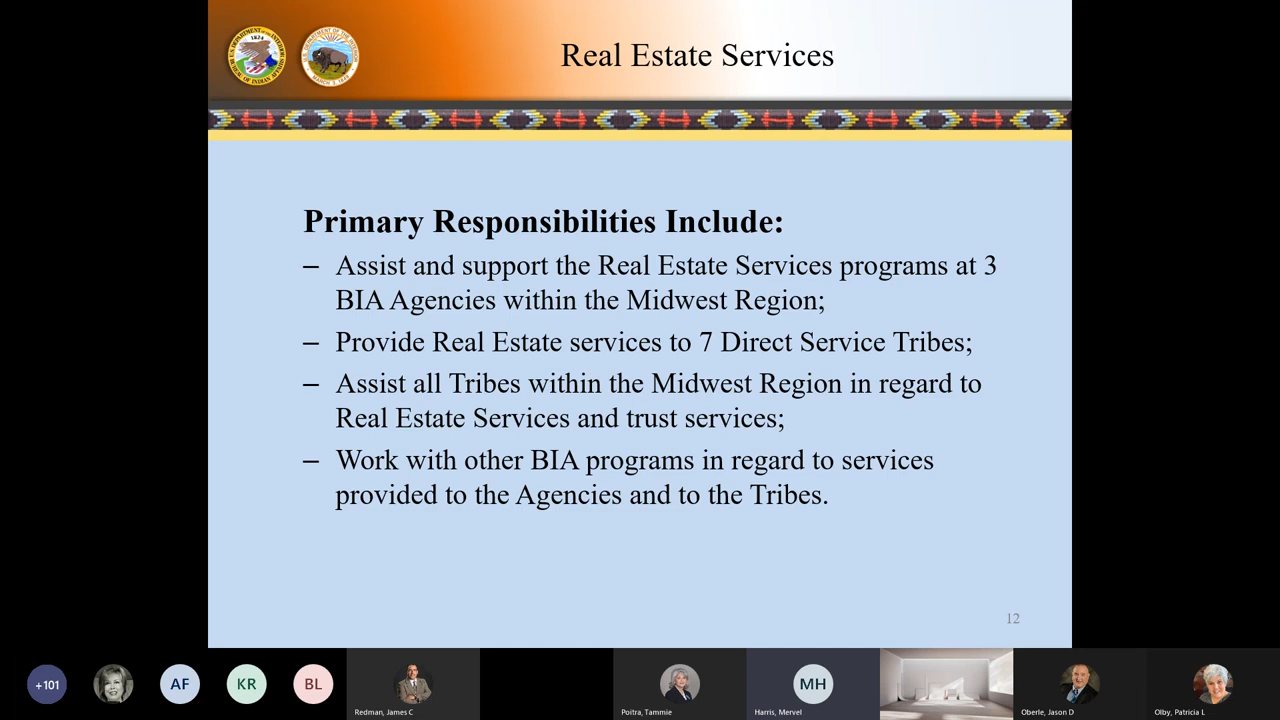 Real Estate Services
Primary Responsibilities Include:
– Assist and support the Real Estate Services programs at 3
BIA Agencies within the Midwest Region;
– Provide Real Estate services to 7 Direct Service Tribes;
– Assist all Tribes within the Midwest Region in regard to
Real Estate Services and trust services;
– Work with other BIA programs in regard to services
provided to the Agencies and to the Tribes.
12
+101
AF
KR
BL
MH
Redman, James C
Poitra, Tammie
Harris, Mervel
Oberle, Jason D
Olby, Patricia L